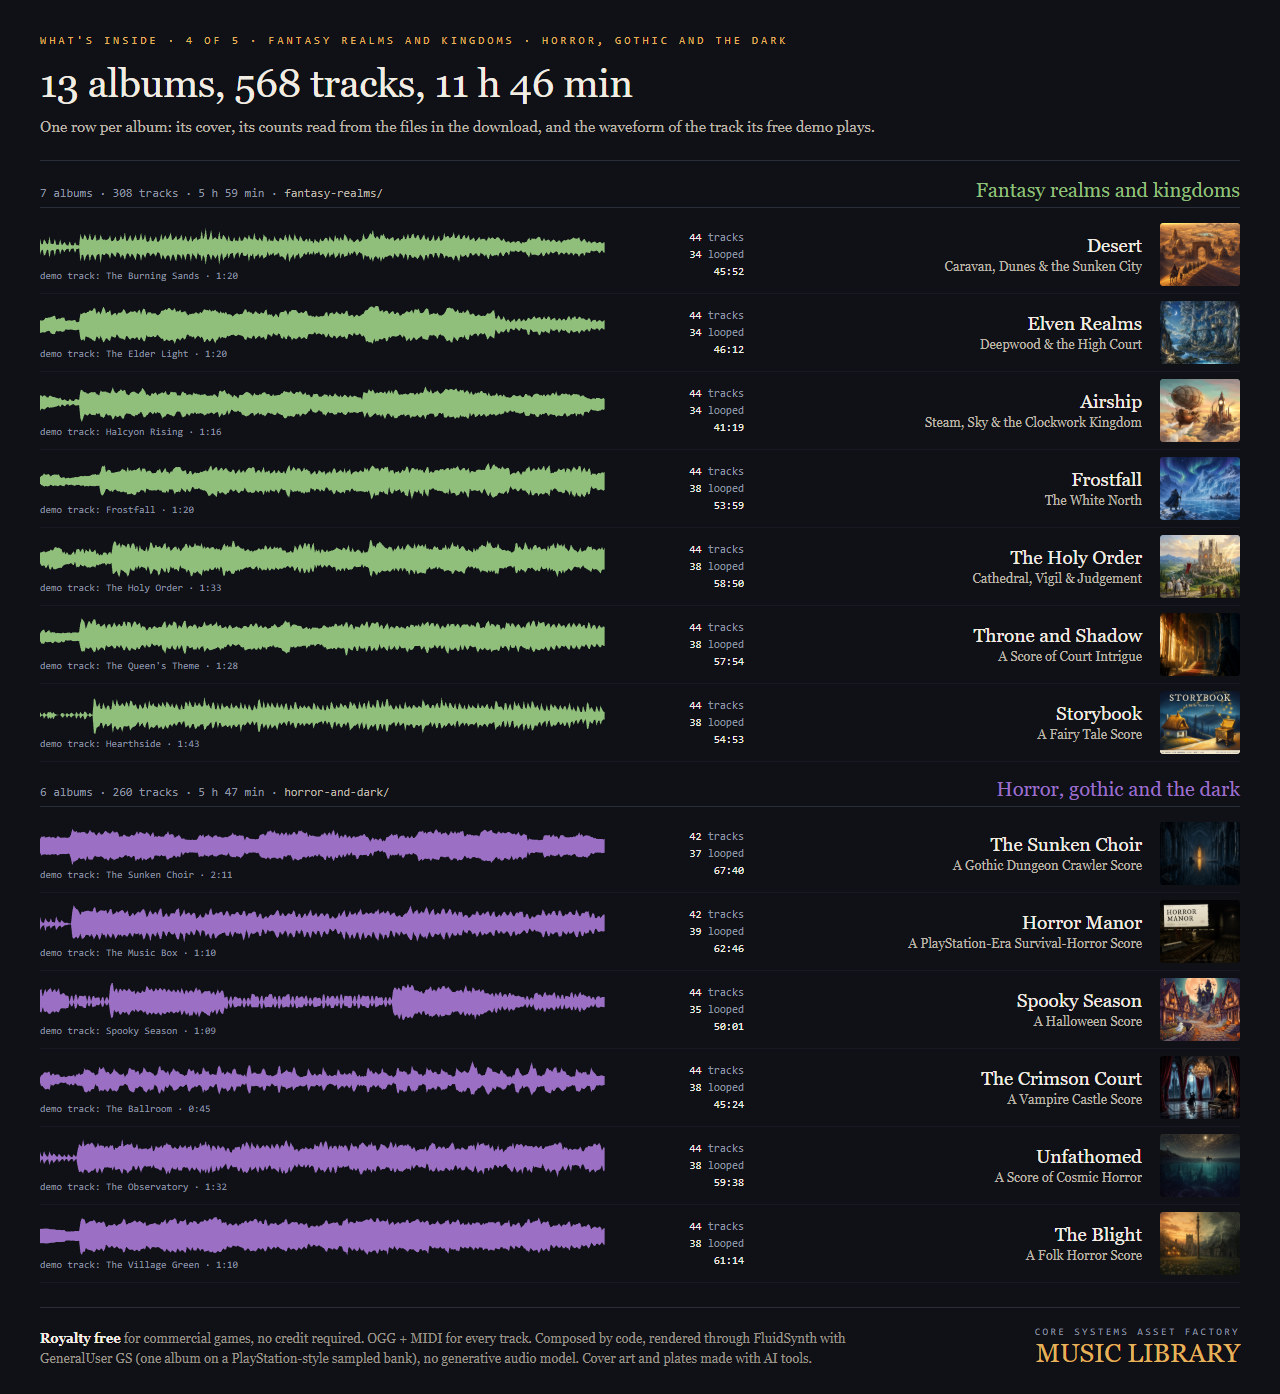 WHAT'S INSIDE · 4 OF 5 · FANTASY REALMS AND KINGDOMS · HORROR, GOTHIC AND THE DARK
13 albums, 568 tracks, 11 h 46 min
One row per album: its cover, its counts read from the files in the download, and the waveform of the track its free demo plays.
7 albums · 308 tracks · 5 h 59 min · fantasy-realms/
Fantasy realms and kingdoms
demo track: The Burning Sands · 1:20
44 tracks
34 looped
45:52
Desert
Caravan, Dunes & the Sunken City
demo track: The Elder Light · 1:20
44 tracks
34 looped
46:12
Elven Realms
Deepwood & the High Court
demo track: Halcyon Rising · 1:16
44 tracks
34 looped
41:19
Airship
Steam, Sky & the Clockwork Kingdom
demo track: Frostfall · 1:20
44 tracks
38 looped
53:59
Frostfall
The White North
demo track: The Holy Order · 1:33
44 tracks
38 looped
58:50
The Holy Order
Cathedral, Vigil & Judgement
demo track: The Queen's Theme · 1:28
44 tracks
38 looped
57:54
Throne and Shadow
A Score of Court Intrigue
demo track: Hearthside · 1:43
44 tracks
38 looped
54:53
Storybook
A Fairy Tale Score
STORYBOOK
6 albums · 260 tracks · 5 h 47 min · horror-and-dark/
Horror, gothic and the dark
demo track: The Sunken Choir · 2:11
42 tracks
37 looped
67:40
The Sunken Choir
A Gothic Dungeon Crawler Score
demo track: The Music Box · 1:10
42 tracks
39 looped
62:46
Horror Manor
A PlayStation-Era Survival-Horror Score
HORROR
MANOR
demo track: Spooky Season · 1:09
44 tracks
35 looped
50:01
Spooky Season
A Halloween Score
demo track: The Ballroom · 0:45
44 tracks
38 looped
45:24
The Crimson Court
A Vampire Castle Score
demo track: The Observatory · 1:32
44 tracks
38 looped
59:38
Unfathomed
A Score of Cosmic Horror
demo track: The Village Green · 1:10
44 tracks
38 looped
61:14
The Blight
A Folk Horror Score
Royalty free for commercial games, no credit required. OGG + MIDI for every track. Composed by code, rendered through FluidSynth with
GeneralUser GS (one album on a PlayStation-style sampled bank), no generative audio model. Cover art and plates made with AI tools.
CORE SYSTEMS ASSET FACTORY
MUSIC LIBRARY